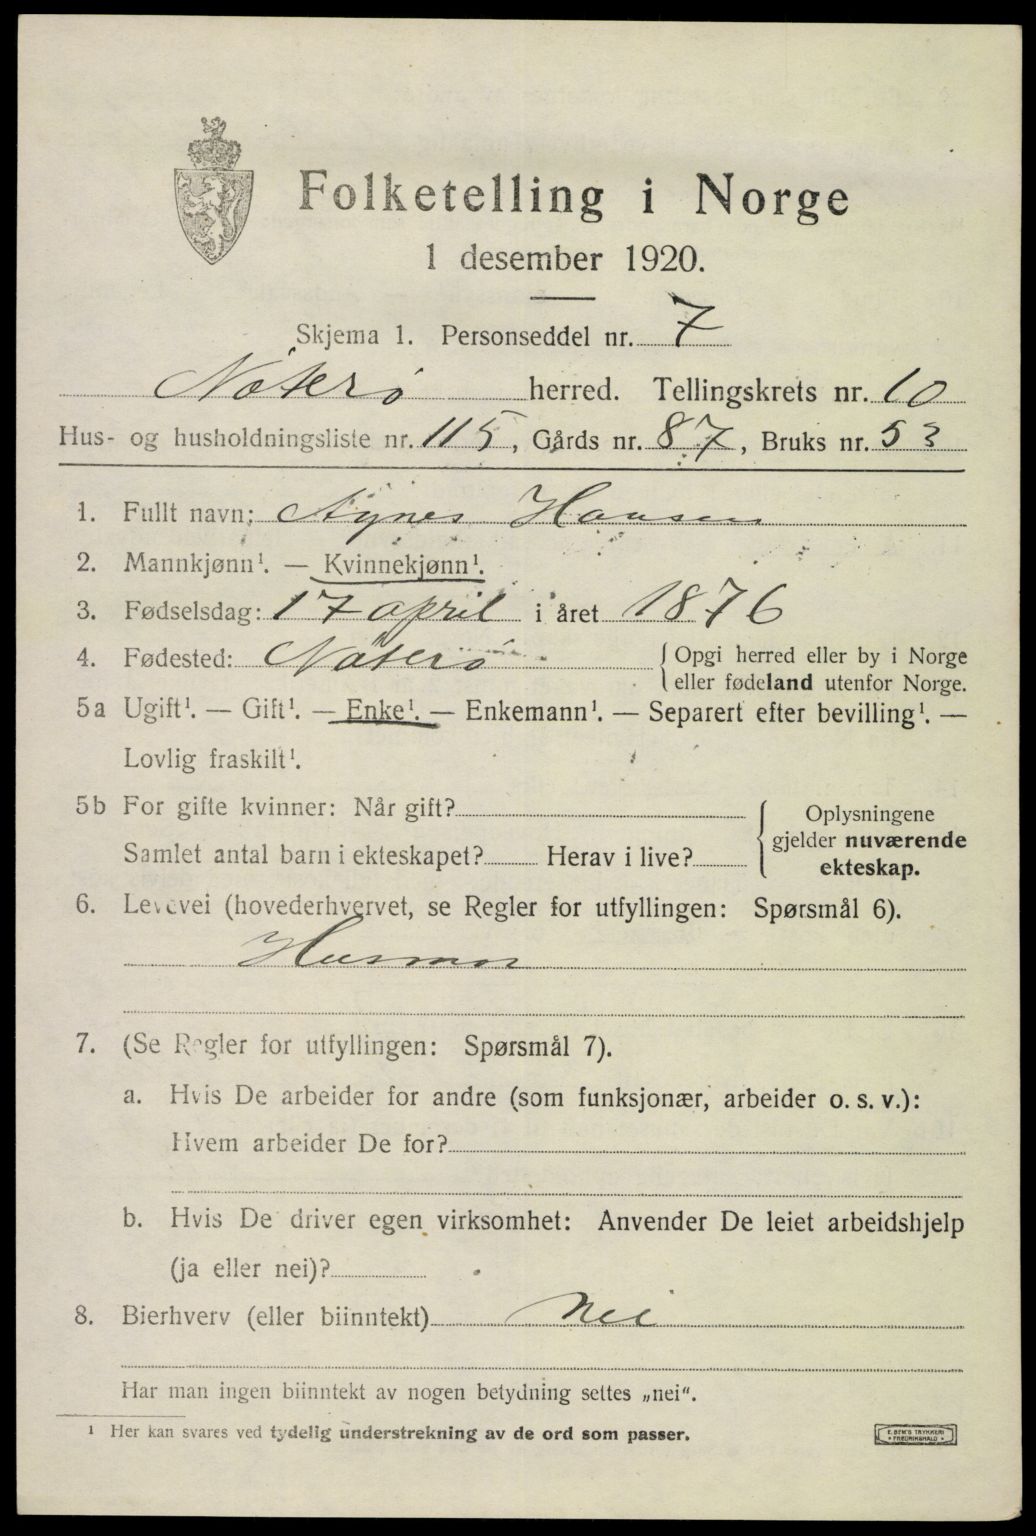 Folketelling i Norge
1 desember 1920.
Skjema 1. Personseddel nr. 7
Nøterø herred. Tellingskrets nr. 10
Hus- og husholdningsliste nr. 115, Gårds nr. 87, Bruks nr. 53
1. Fullt navn: Agnes Hansen
2. Mannkjønn¹. — Kvinnekjønn¹.
3. Fødselsdag: 17 april i året 1876
4. Fødested: Nøterø { Opgi herred eller by i Norge
eller fødeland utenfor Norge.
5a Ugift¹. — Gift¹. — Enke¹. — Enkemann¹. — Separert efter bevilling¹. —
Lovlig fraskilt¹.
5b For gifte kvinner: Når gift?
Samlet antal barn i ekteskapet? Herav i live?
Oplysningene
gjelder nuværende
ekteskap.
6. Levevei (hovederhvervet, se Regler for utfyllingen: Spørsmål 6).
Husmor
7. (Se Regler for utfyllingen: Spørsmål 7).
a. Hvis De arbeider for andre (som funksjonær, arbeider o. s. v.):
Hvem arbeider De for?
b. Hvis De driver egen virksomhet: Anvender De leiet arbeidshjelp
(ja eller nei)?
8. Bierhverv (eller biinntekt) Nei
Har man ingen biinntekt av nogen betydning settes „nei“.
¹ Her kan svares ved tydelig understrekning av de ord som passer.
E. SEM'S TRYKKERI
• FREDRIKSHALD •